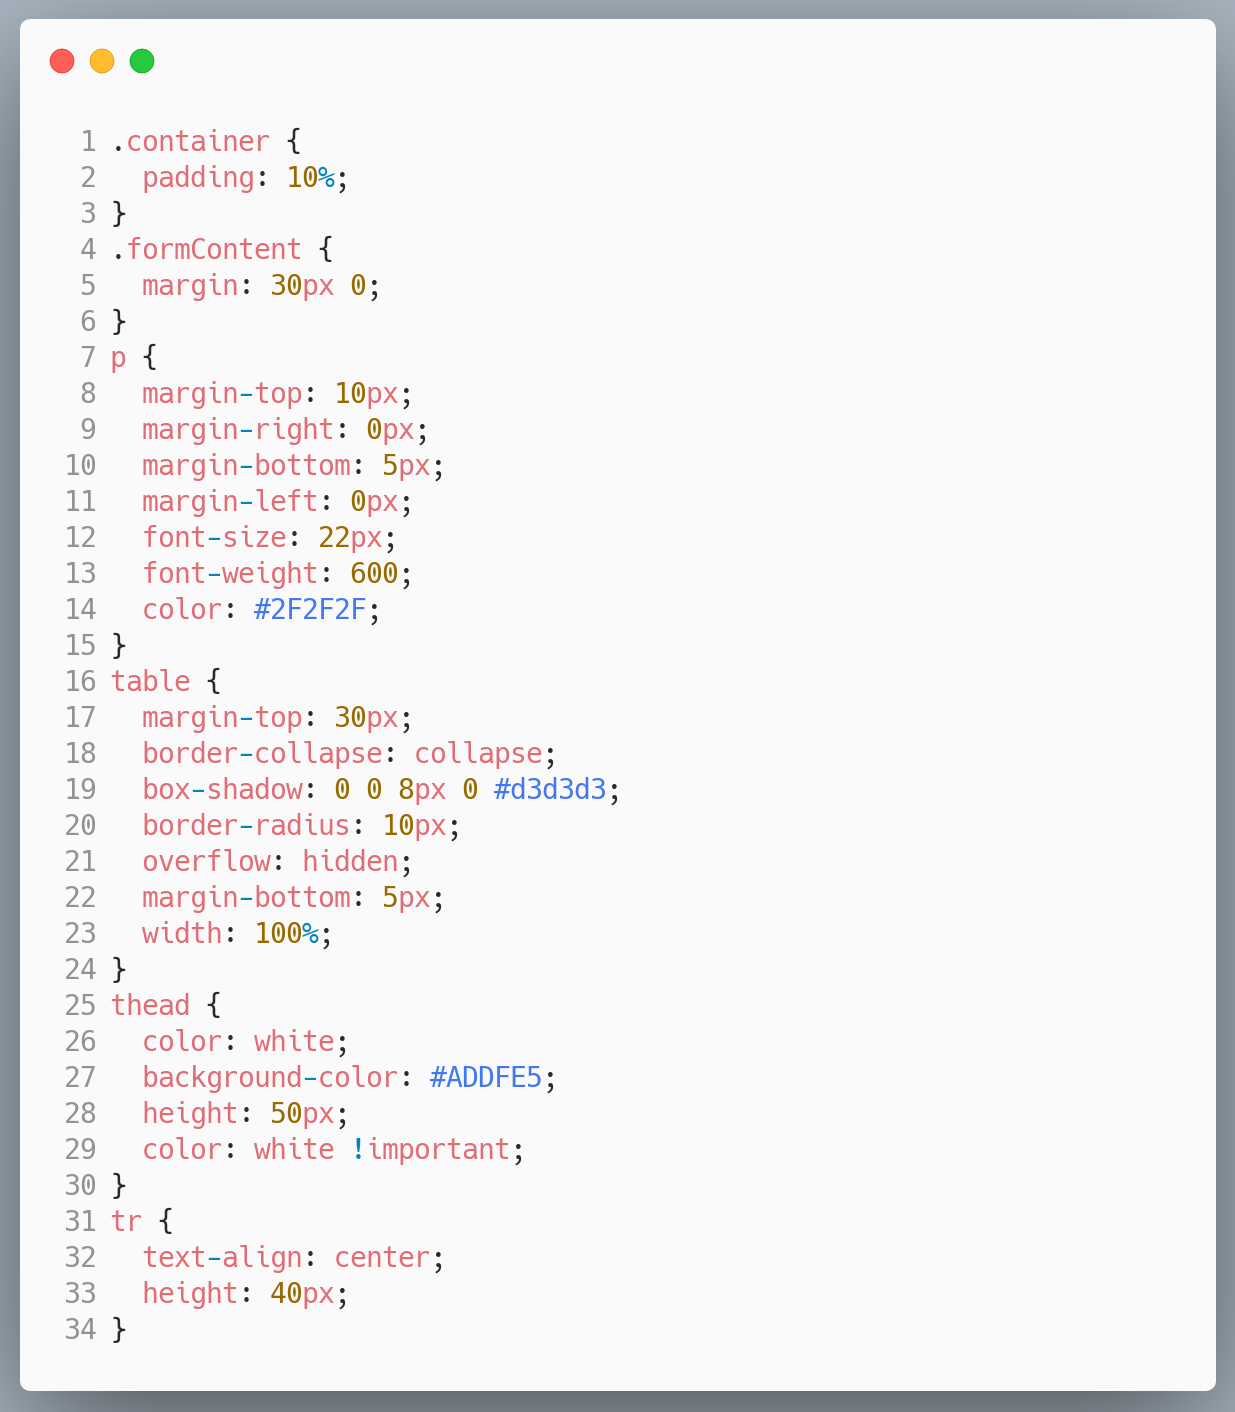 1 .container {
2   padding: 10%;
3 }
4 .formContent {
5   margin: 30px 0;
6 }
7 p {
8   margin-top: 10px;
9   margin-right: 0px;
10   margin-bottom: 5px;
11   margin-left: 0px;
12   font-size: 22px;
13   font-weight: 600;
14   color: #2F2F2F;
15 }
16 table {
17   margin-top: 30px;
18   border-collapse: collapse;
19   box-shadow: 0 0 8px 0 #d3d3d3;
20   border-radius: 10px;
21   overflow: hidden;
22   margin-bottom: 5px;
23   width: 100%;
24 }
25 thead {
26   color: white;
27   background-color: #ADDFE5;
28   height: 50px;
29   color: white !important;
30 }
31 tr {
32   text-align: center;
33   height: 40px;
34 }